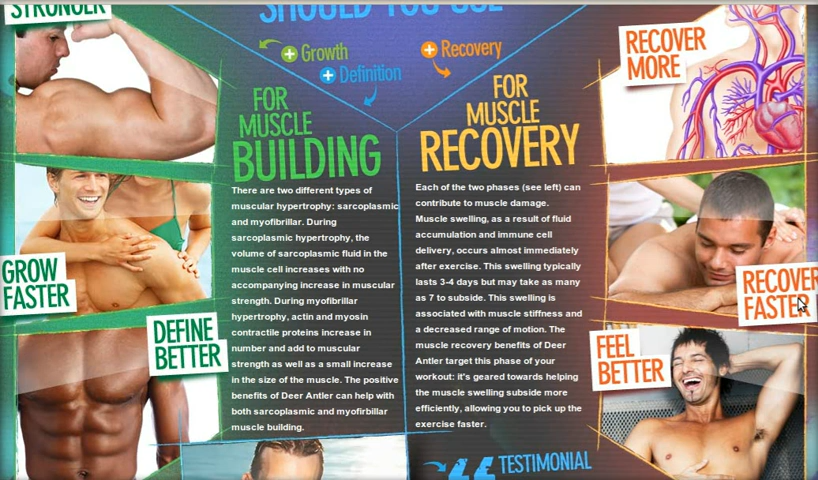 STRONGER
SHOULD YOU USE
Growth
Definition
Recovery
FOR
MUSCLE
BUILDING
There are two different types of
muscular hypertrophy: sarcoplasmic
and myofibrillar. During
sarcoplasmic hypertrophy, the
volume of sarcoplasmic fluid in the
muscle cell increases with no
accompanying increase in muscular
strength. During myofibrillar
hypertrophy, actin and myosin
contractile proteins increase in
number and add to muscular
strength as well as a small increase
in the size of the muscle. The positive
benefits of Deer Antler can help with
both sarcoplasmic and myofirbillar
muscle building.
FOR
MUSCLE
RECOVERY
Each of the two phases (see left) can
contribute to muscle damage.
Muscle swelling, as a result of fluid
accumulation and immune cell
delivery, occurs almost immediately
after exercise. This swelling typically
lasts 3-4 days but may take as many
as 7 to subside. This swelling is
associated with muscle stiffness and
a decreased range of motion. The
muscle recovery benefits of Deer
Antler target this phase of your
workout: it's geared towards helping
the muscle swelling subside more
efficiently, allowing you to pick up the
exercise faster.
GROW
FASTER
DEFINE
BETTER
RECOVER
MORE
RECOVER
FASTER
FEEL
BETTER
TESTIMONIAL